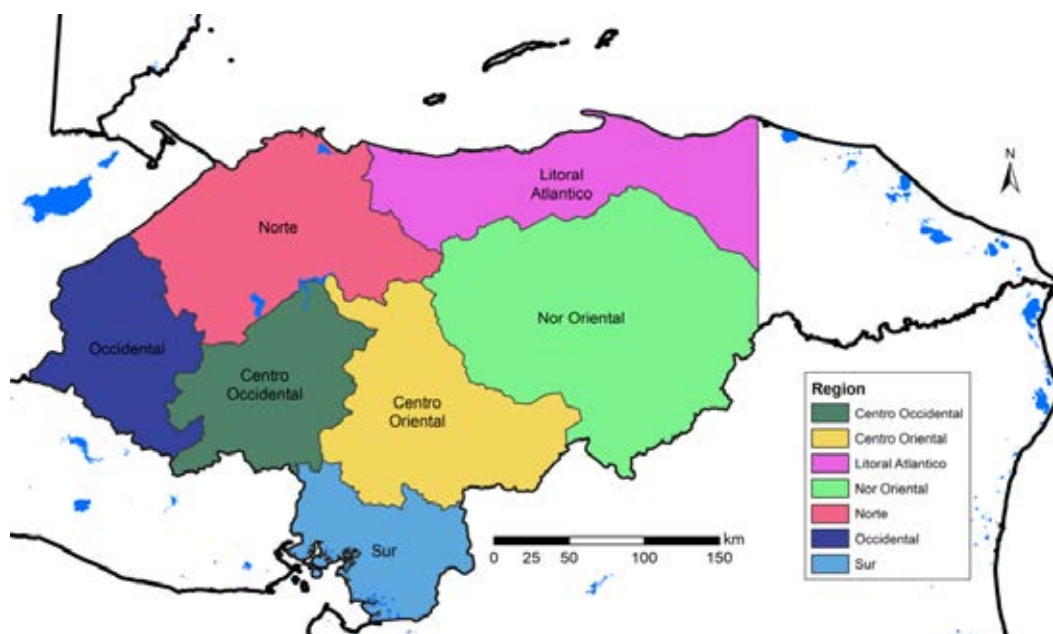 N
Litoral
Atlantico
Norte
Nor Oriental
Occidental
Centro
Occidental
Centro
Oriental
Sur
km
0 25 50 100 150
Region
Centro Occidental
Centro Oriental
Litoral Atlantico
Nor Oriental
Norte
Occidental
Sur